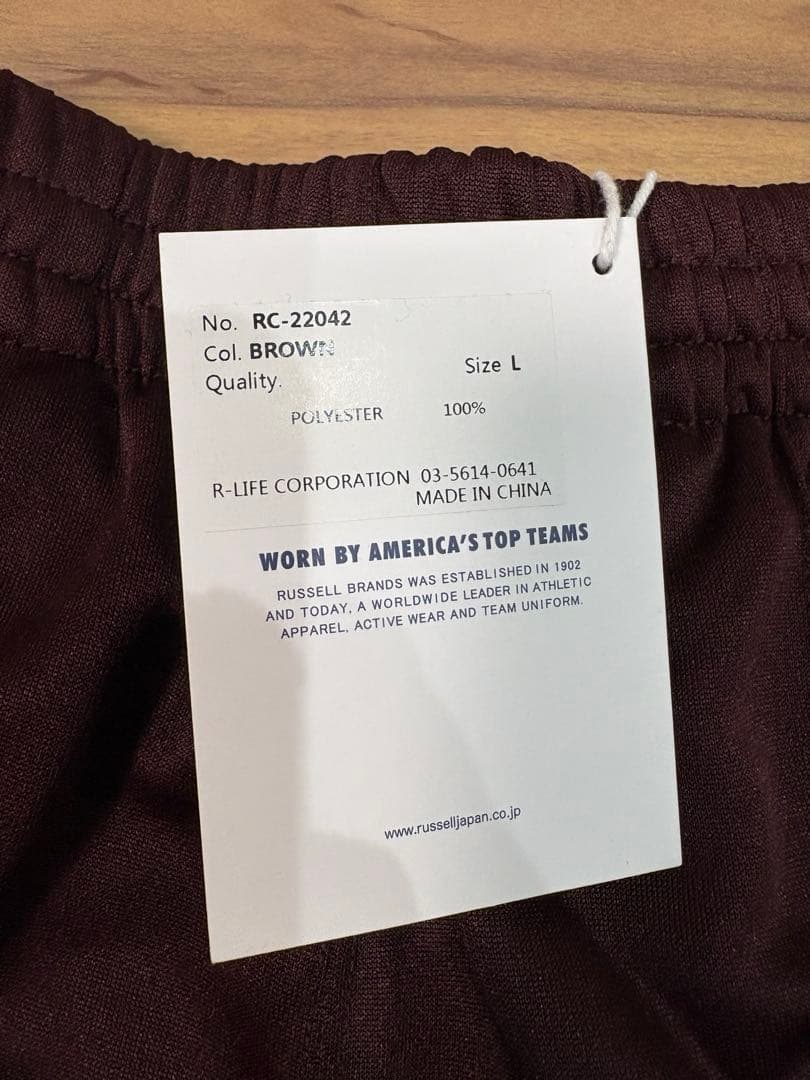 No. RC-22042
Col. BROWN
Size L
Quality.
POLYESTER 100%
R-LIFE CORPORATION 03-5614-0641
MADE IN CHINA
WORN BY AMERICA'S TOP TEAMS
RUSSELL BRANDS WAS ESTABLISHED IN 1902
AND TODAY, A WORLDWIDE LEADER IN ATHLETIC
APPAREL, ACTIVE WEAR AND TEAM UNIFORM.
www.russelljapan.co.jp